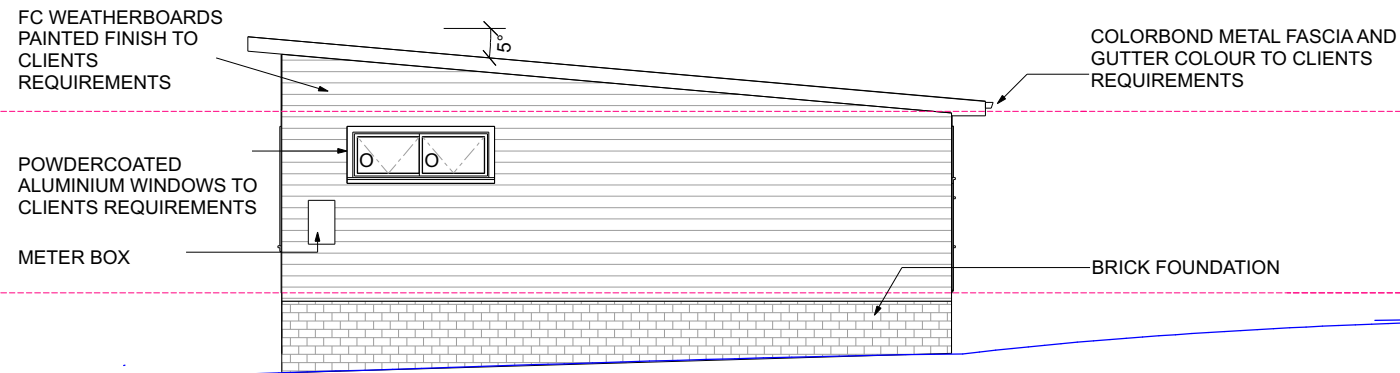 FC WEATHERBOARDS
PAINTED FINISH TO
CLIENTS
REQUIREMENTS
5°
COLORBOND METAL FASCIA AND
GUTTER COLOUR TO CLIENTS
REQUIREMENTS
POWDERCOATED
ALUMINIUM WINDOWS TO
CLIENTS REQUIREMENTS
O O
METER BOX
BRICK FOUNDATION